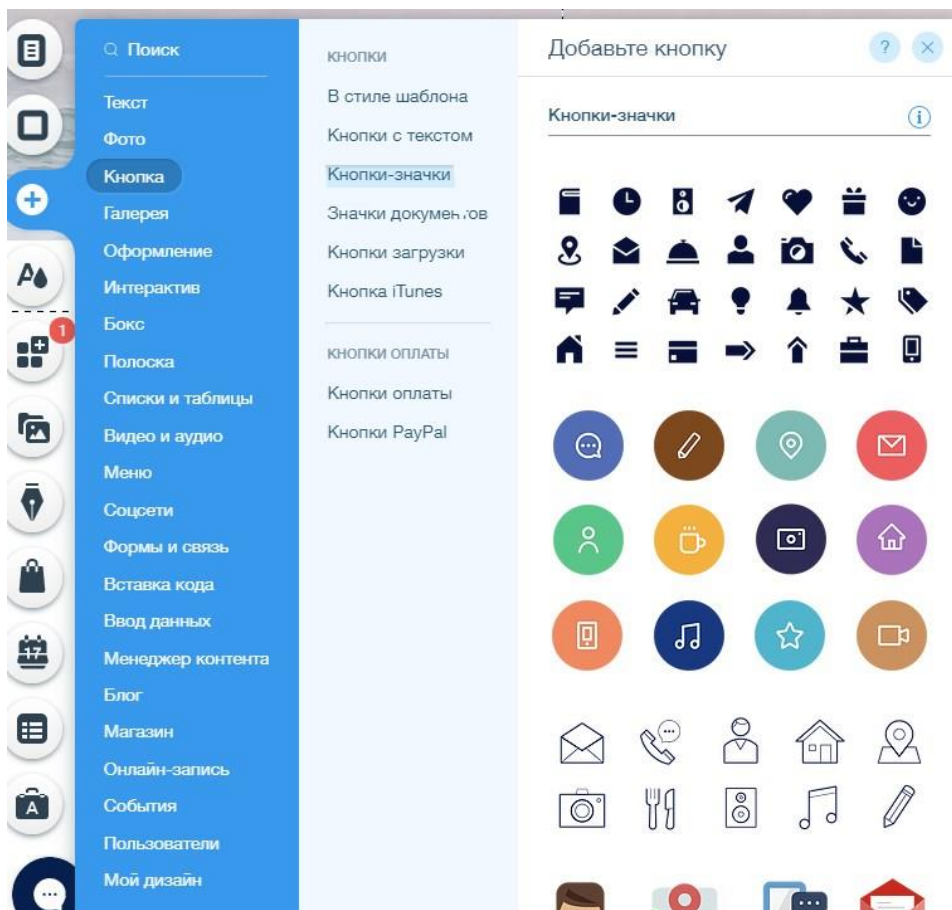 Поиск
Текст
Фото
Кнопка
Галерея
Оформление
Интерактив
Бокс
Полоска
Списки и таблицы
Видео и аудио
Меню
Соцсети
Формы и связь
Вставка кода
Ввод данных
Менеджер контента
Блог
Магазин
Онлайн-запись
События
Пользователи
Мой дизайн
1
17
A
A
КНОПКИ
В стиле шаблона
Кнопки с текстом
Кнопки-значки
Значки документов
Кнопки загрузки
Кнопка iTunes
КНОПКИ ОПЛАТЫ
Кнопки оплаты
Кнопки PayPal
Добавьте кнопку
?
Кнопки-значки
i